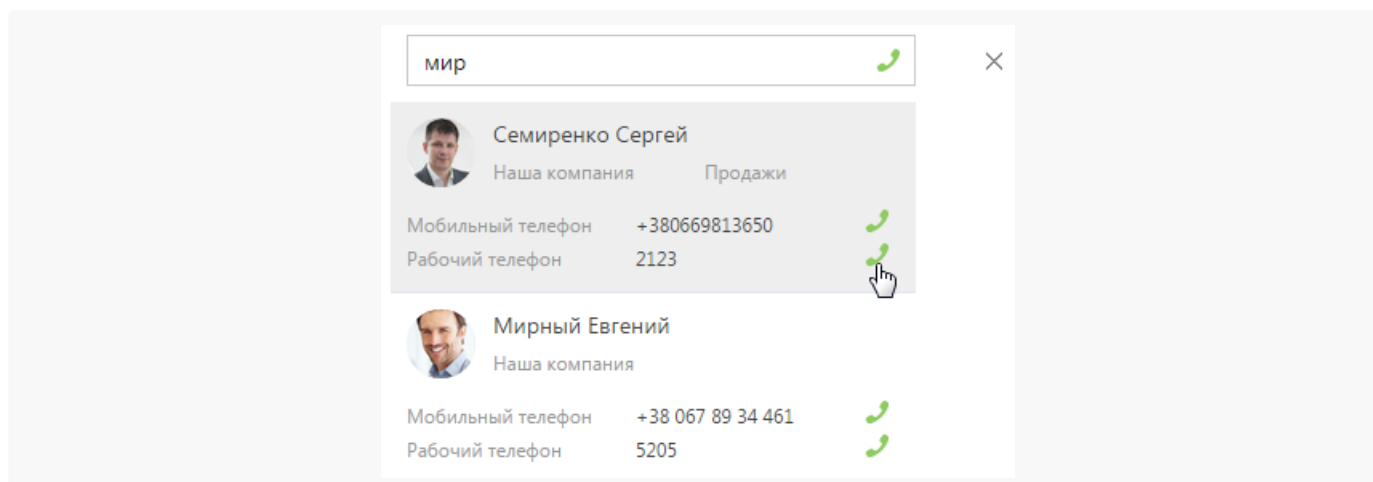 мир
Семиренко Сергей
Наша компания Продажи
Мобильный телефон +380669813650
Рабочий телефон 2123
Мирный Евгений
Наша компания
Мобильный телефон +38 067 89 34 461
Рабочий телефон 5205